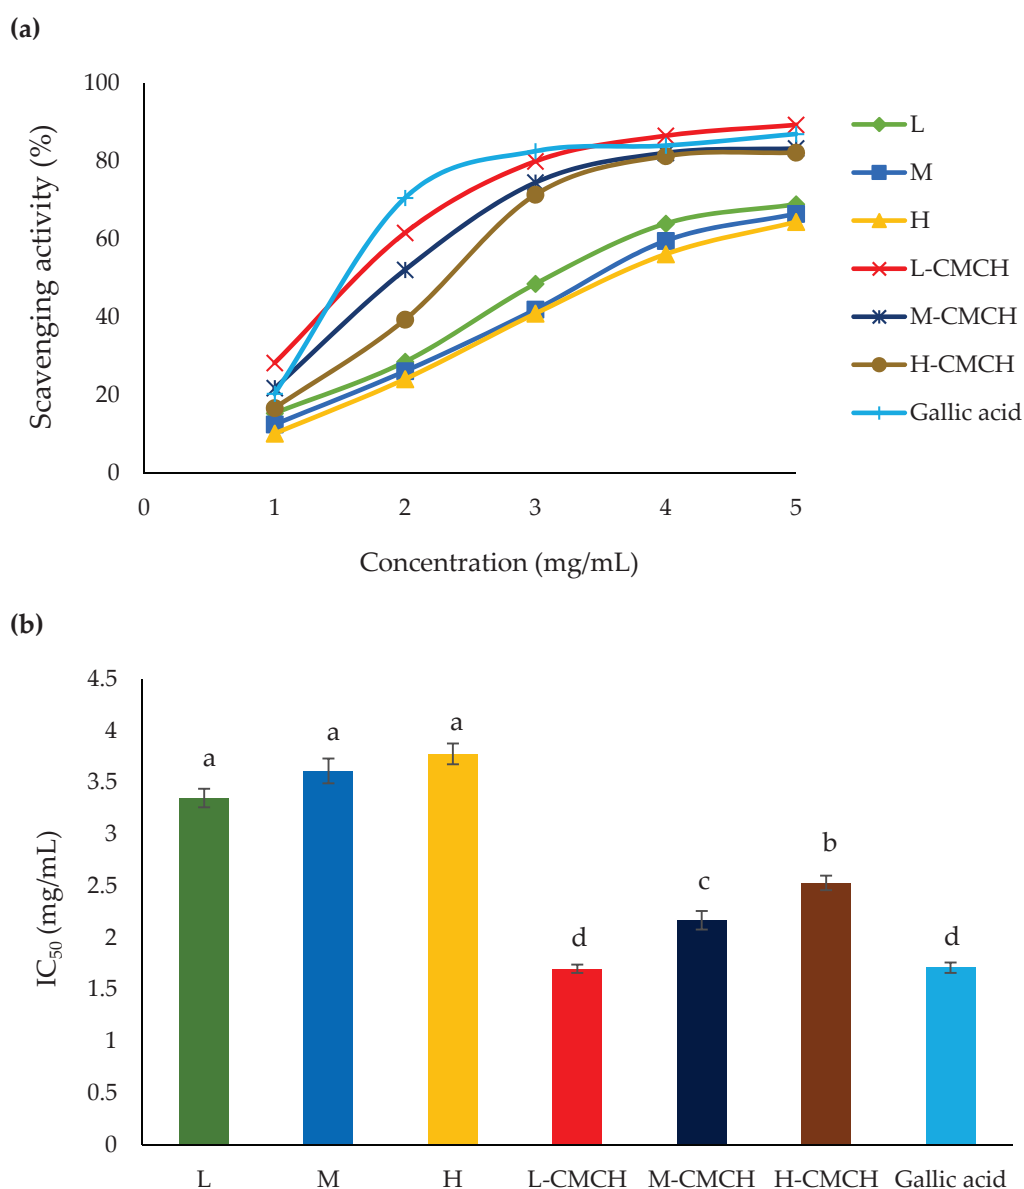 (a)
Scavenging activity (%)
100
80
60
40
20
0
0 1 2 3 4 5
Concentration (mg/mL)
L
M
H
L-CMCH
M-CMCH
H-CMCH
Gallic acid
(b)
IC50 (mg/mL)
4.5
4
3.5
3
2.5
2
1.5
1
0.5
0
a a a d c b d
L M H L-CMCH M-CMCH H-CMCH Gallic acid